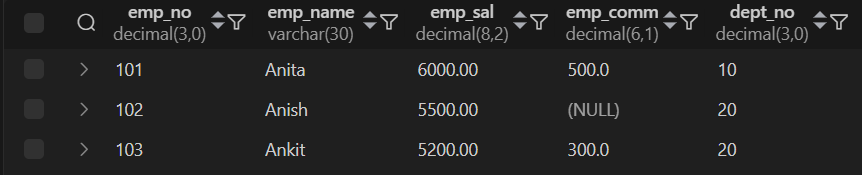 emp_no emp_name emp_sal emp_comm dept_no
decimal(3,0) varchar(30) decimal(8,2) decimal(6,1) decimal(3,0)
101 Anita 6000.00 500.0 10
102 Anish 5500.00 (NULL) 20
103 Ankit 5200.00 300.0 20